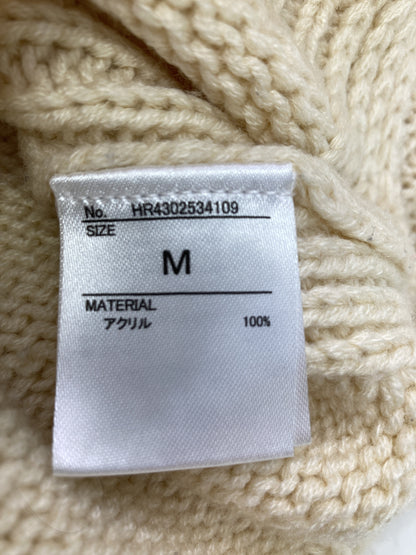 No. HR4302534109
SIZE
M
MATERIAL
アクリル 100%